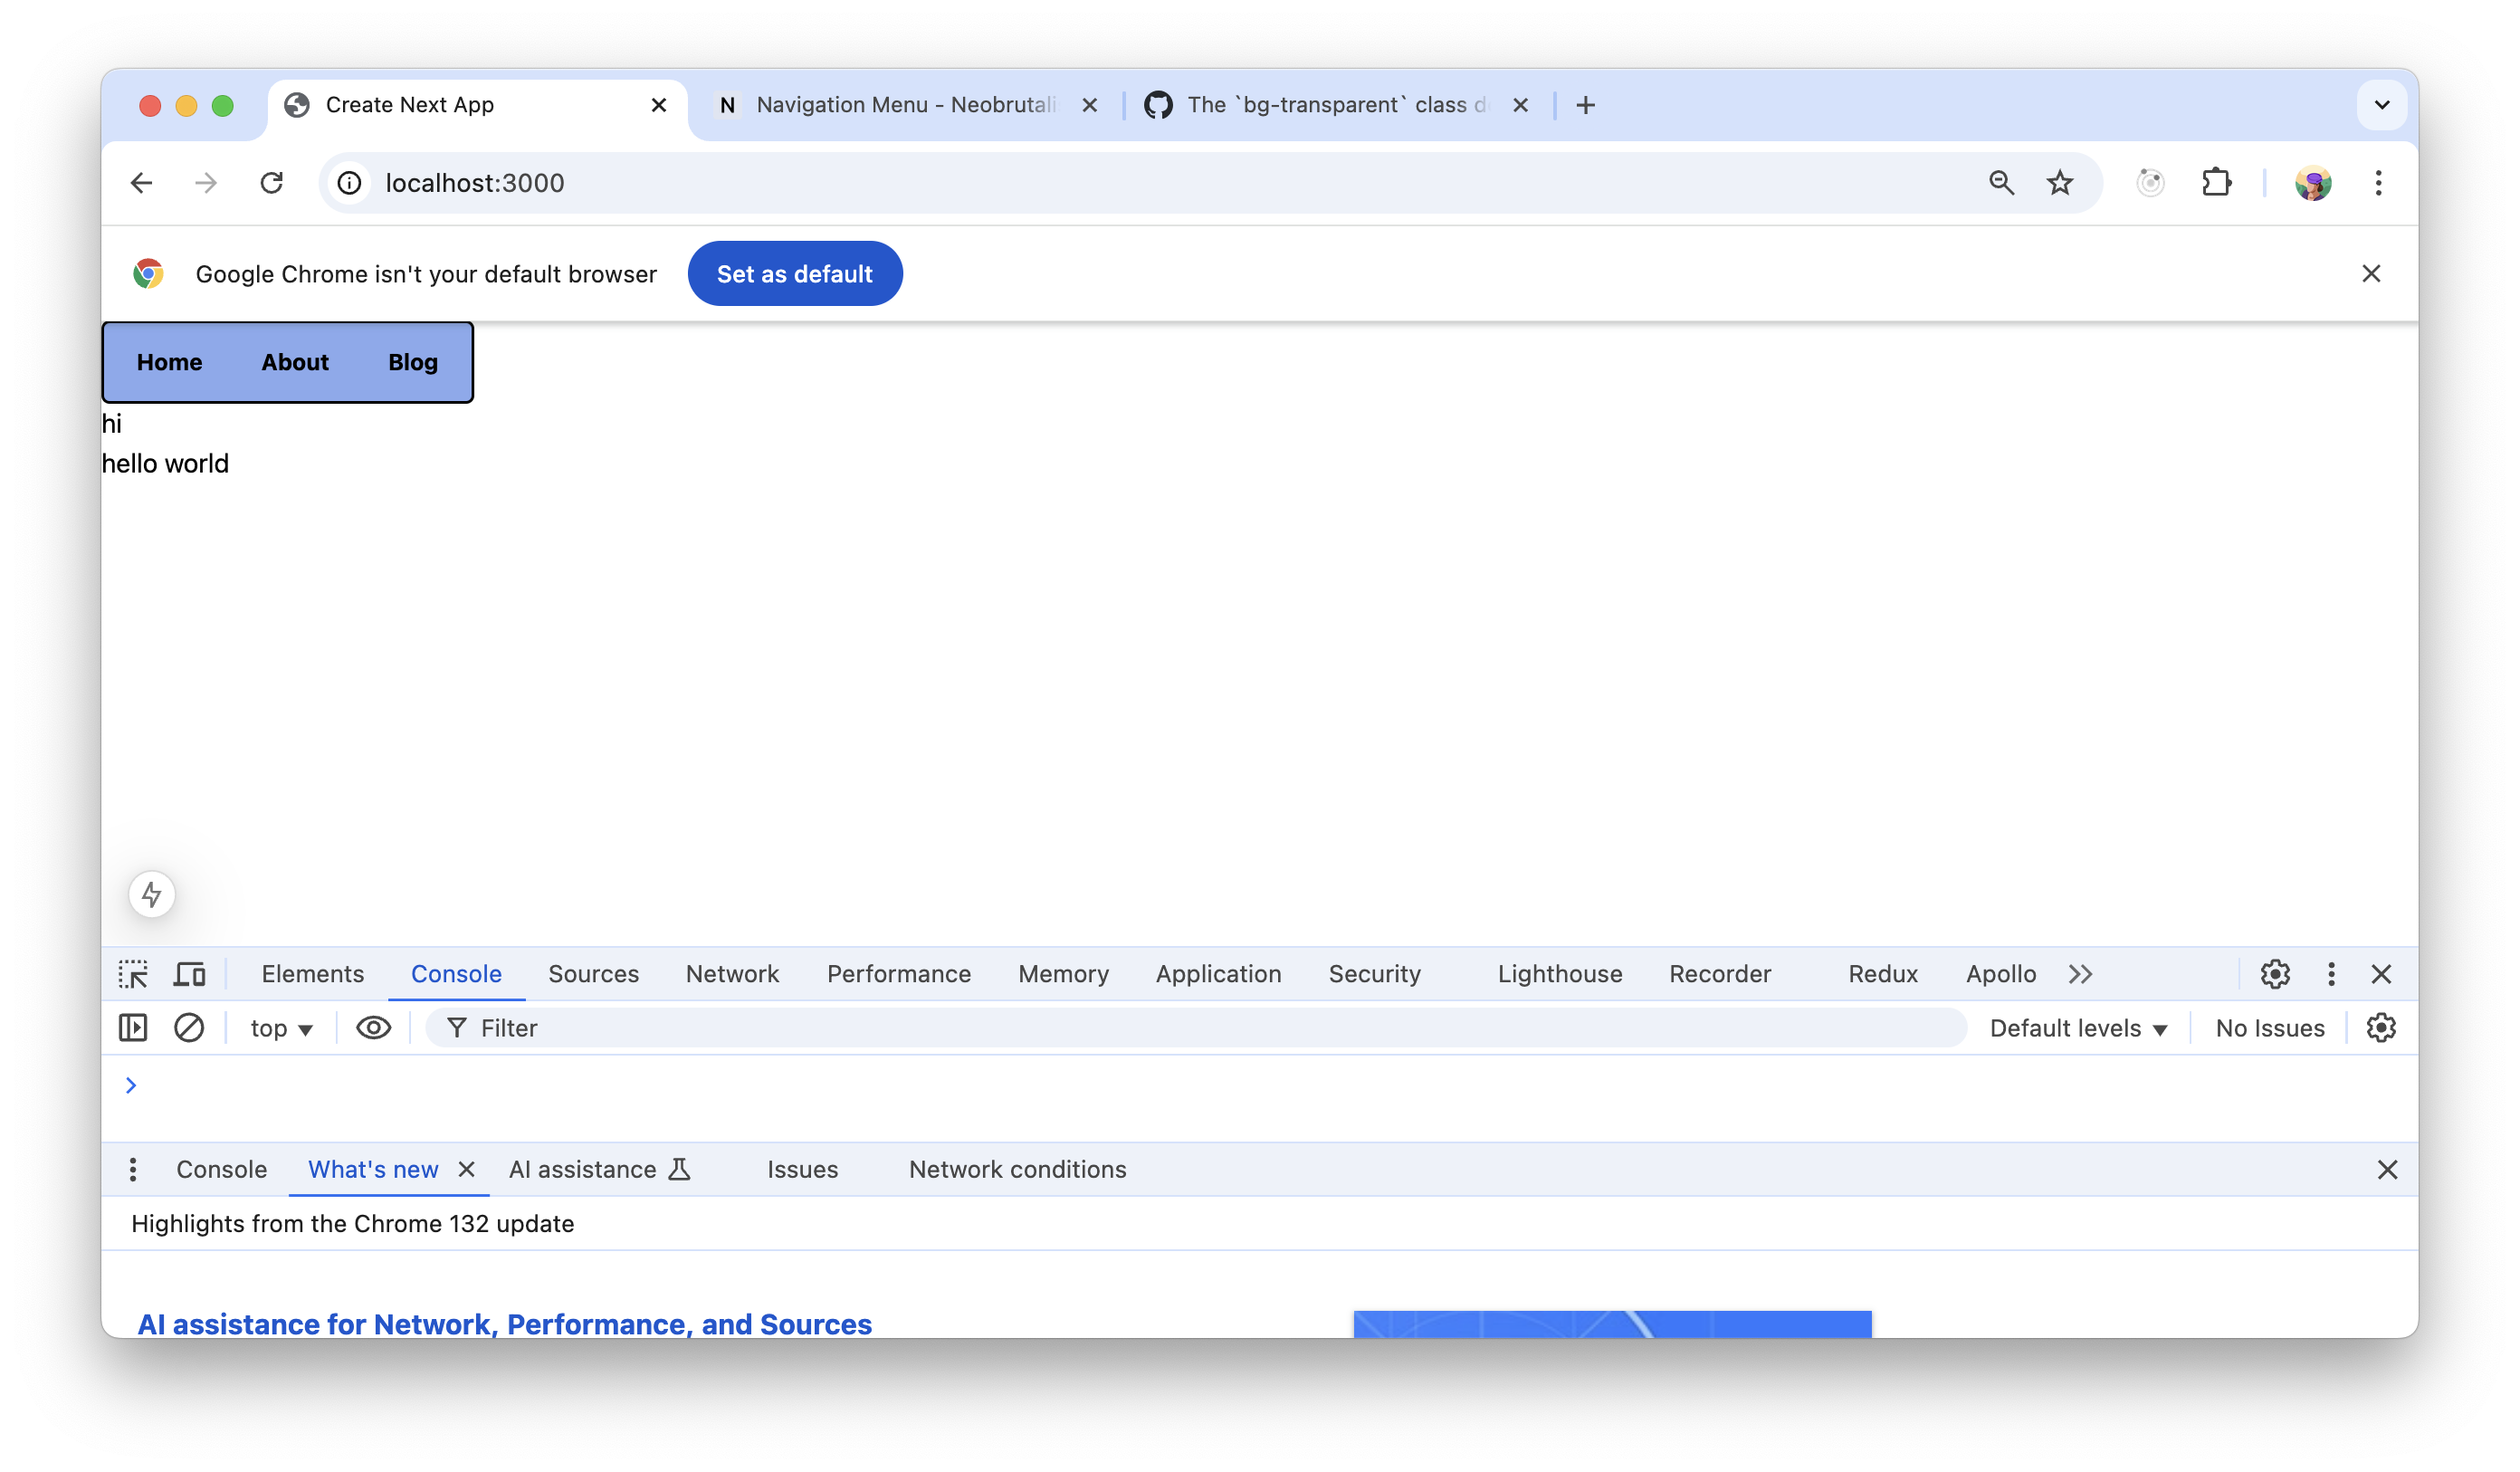 Create Next App
N Navigation Menu - Neobrutali
The `bg-transparent` class d
localhost:3000
Google Chrome isn't your default browser Set as default
Home About Blog
hi
hello world
Elements Console Sources Network Performance Memory Application Security Lighthouse Recorder Redux Apollo
top Filter Default levels No Issues
Console What's new AI assistance Issues Network conditions
Highlights from the Chrome 132 update
AI assistance for Network, Performance, and Sources